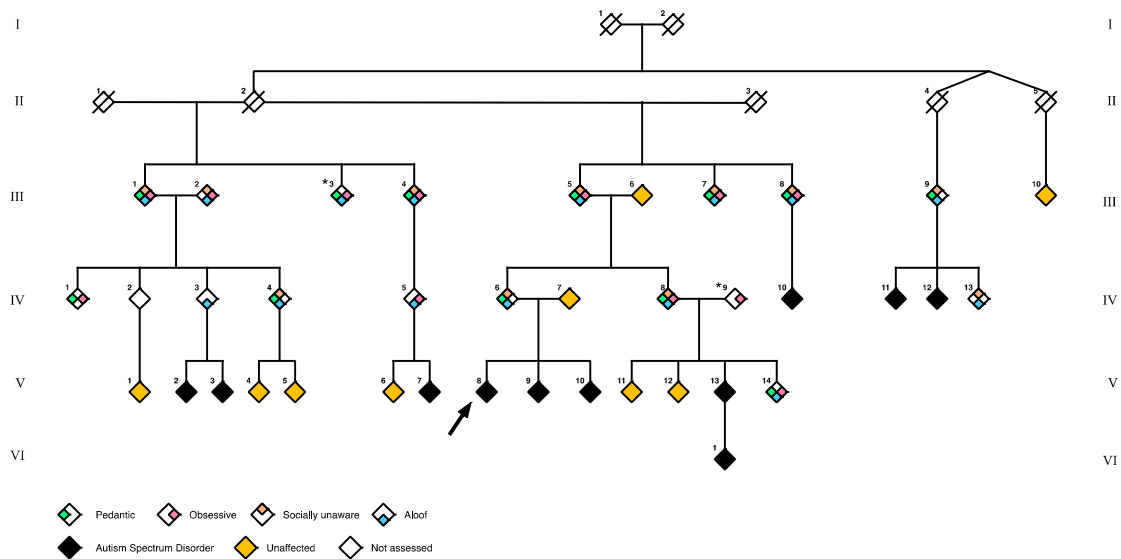 I 1 2 I
II 1 2 3 4 5 II
III 1 2 *3 4 5 6 7 8 9 10 III
IV 1 2 3 4 5 6 7 8 *9 10 11 12 13 IV
V 1 2 3 4 5 6 7 8 9 10 11 12 13 14 V
VI 1 VI
Pedantic Obsessive Socially unaware Aloof
Autism Spectrum Disorder Unaffected Not assessed